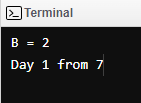 Terminal
B = 2
Day 1 from 7